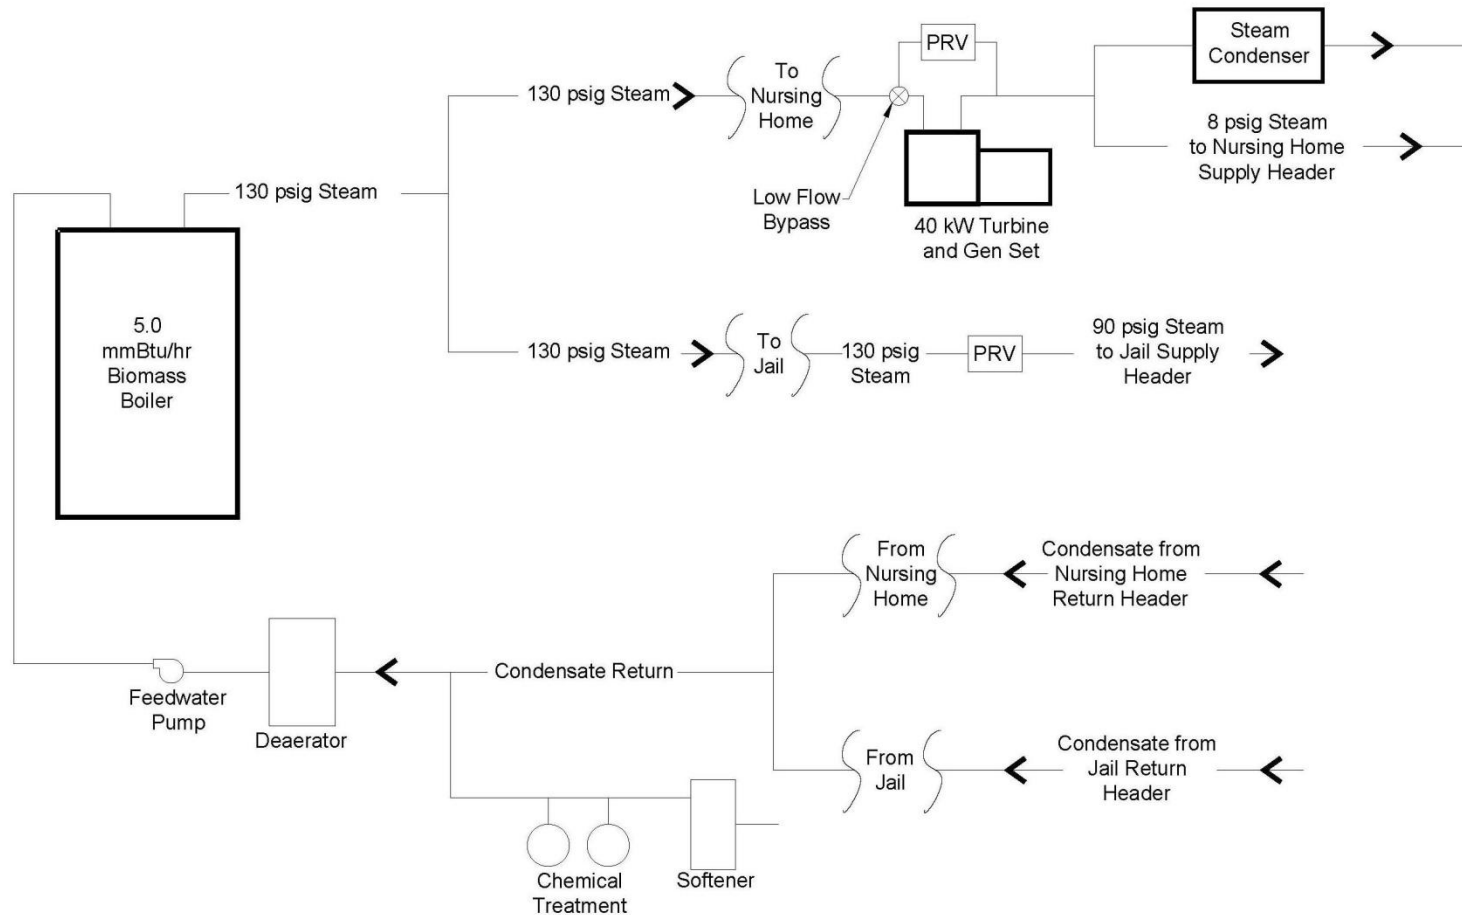 Steam
Condenser
PRV
130 psig Steam
To
Nursing
Home
8 psig Steam
to Nursing Home
Supply Header
130 psig Steam
Low Flow
Bypass
40 kW Turbine
and Gen Set
5.0
mmBtu/hr
Biomass
Boiler
130 psig Steam
To
Jail
130 psig
Steam
PRV
90 psig Steam
to Jail Supply
Header
From
Nursing
Home
Condensate from
Nursing Home
Return Header
Condensate Return
Feedwater
Pump
Deaerator
From
Jail
Condensate from
Jail Return
Header
Chemical
Treatment
Softener